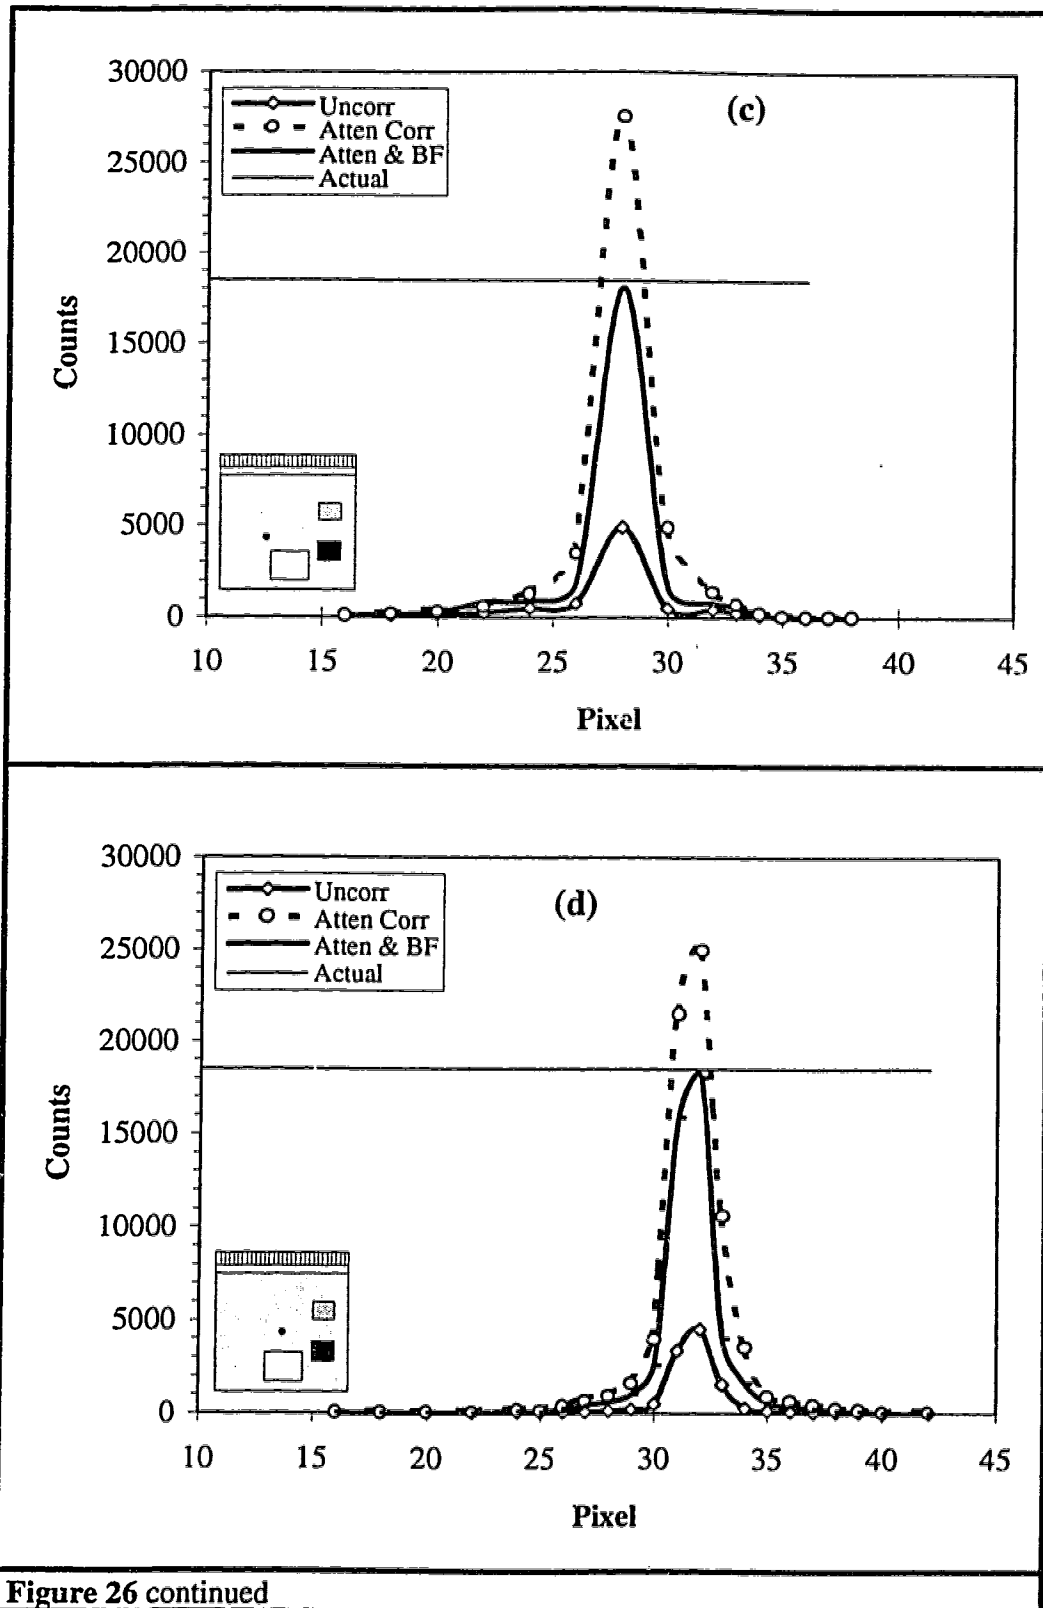 (c)
Uncorr
Atten Corr
Atten & BF
Actual
30000
25000
20000
15000
10000
5000
0
Counts
10 15 20 25 30 35 40 45
Pixel
(d)
Uncorr
Atten Corr
Atten & BF
Actual
30000
25000
20000
15000
10000
5000
0
Counts
10 15 20 25 30 35 40 45
Pixel
Figure 26 continued